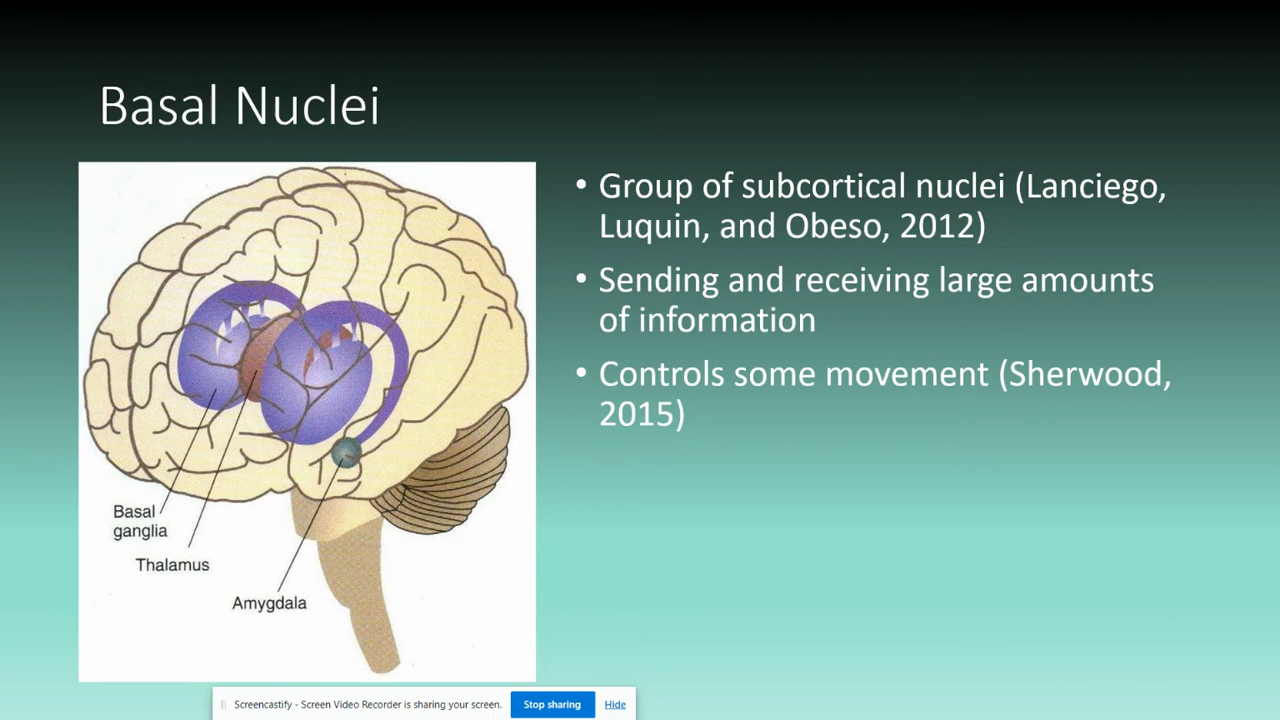 Basal Nuclei
• Group of subcortical nuclei (Lanciego,
Luquin, and Obeso, 2012)
• Sending and receiving large amounts
of information
• Controls some movement (Sherwood,
2015)
Basal
ganglia
Thalamus
Amygdala
Screencastify - Screen Video Recorder is sharing your screen. Stop sharing Hide